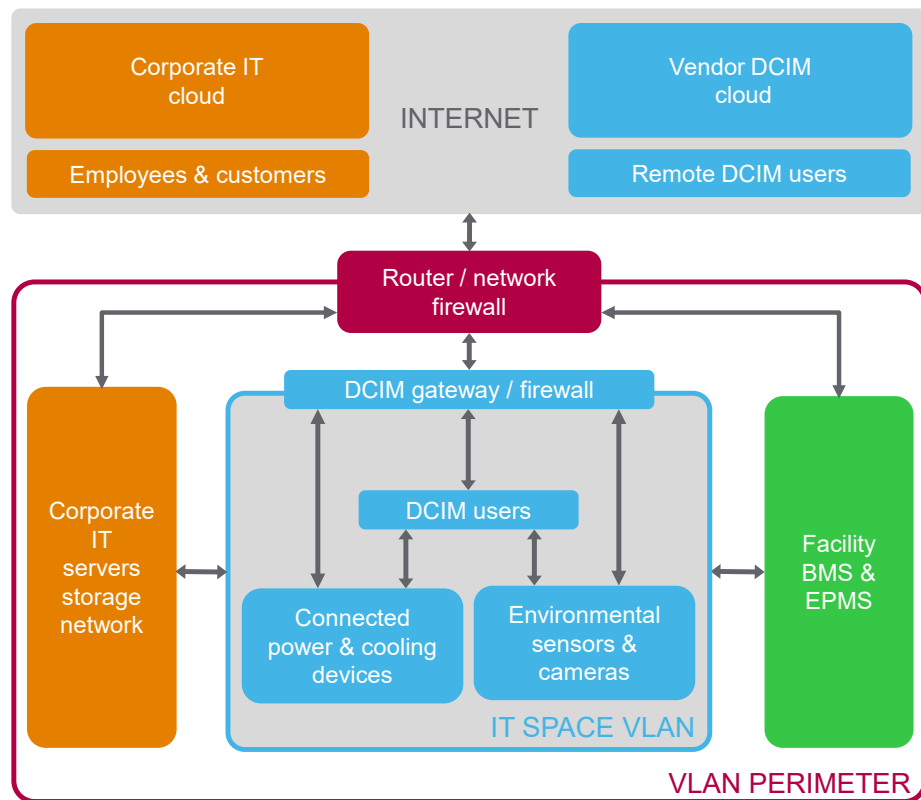 Corporate IT
cloud
Vendor DCIM
cloud
INTERNET
Employees & customers
Remote DCIM users
Router / network
firewall
DCIM gateway / firewall
DCIM users
Corporate
IT
servers
storage
network
Facility
BMS &
EPMS
Connected
power & cooling
devices
Environmental
sensors &
cameras
IT SPACE VLAN
VLAN PERIMETER